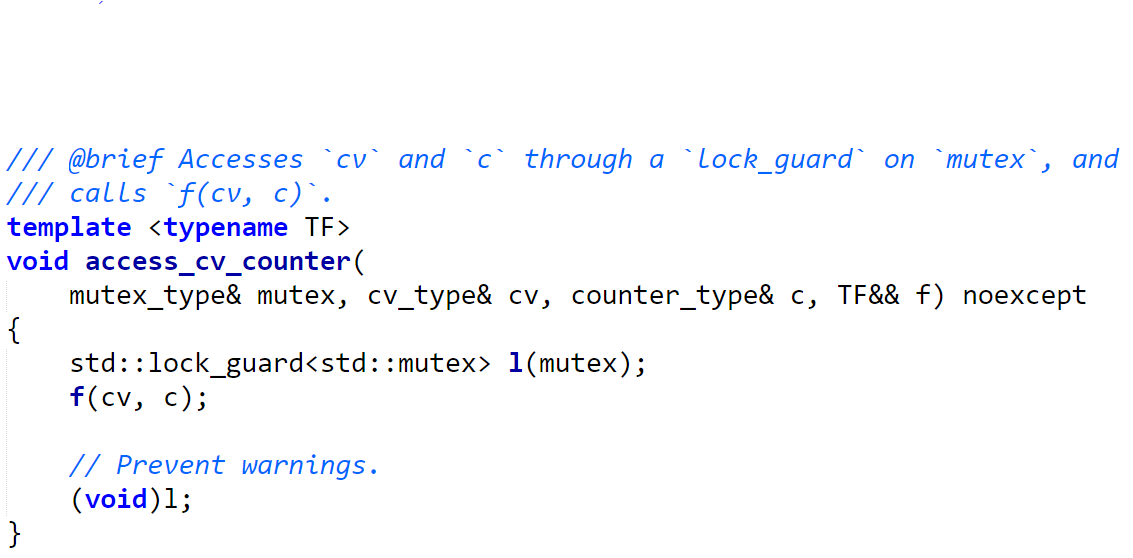 /// @brief Accesses `cv` and `c` through a `lock_guard` on `mutex`, and
/// calls `f(cv, c)`.
template <typename TF>
void access_cv_counter(
    mutex_type& mutex, cv_type& cv, counter_type& c, TF&& f) noexcept
{
    std::lock_guard<std::mutex> l(mutex);
    f(cv, c);
    // Prevent warnings.
    (void)l;
}